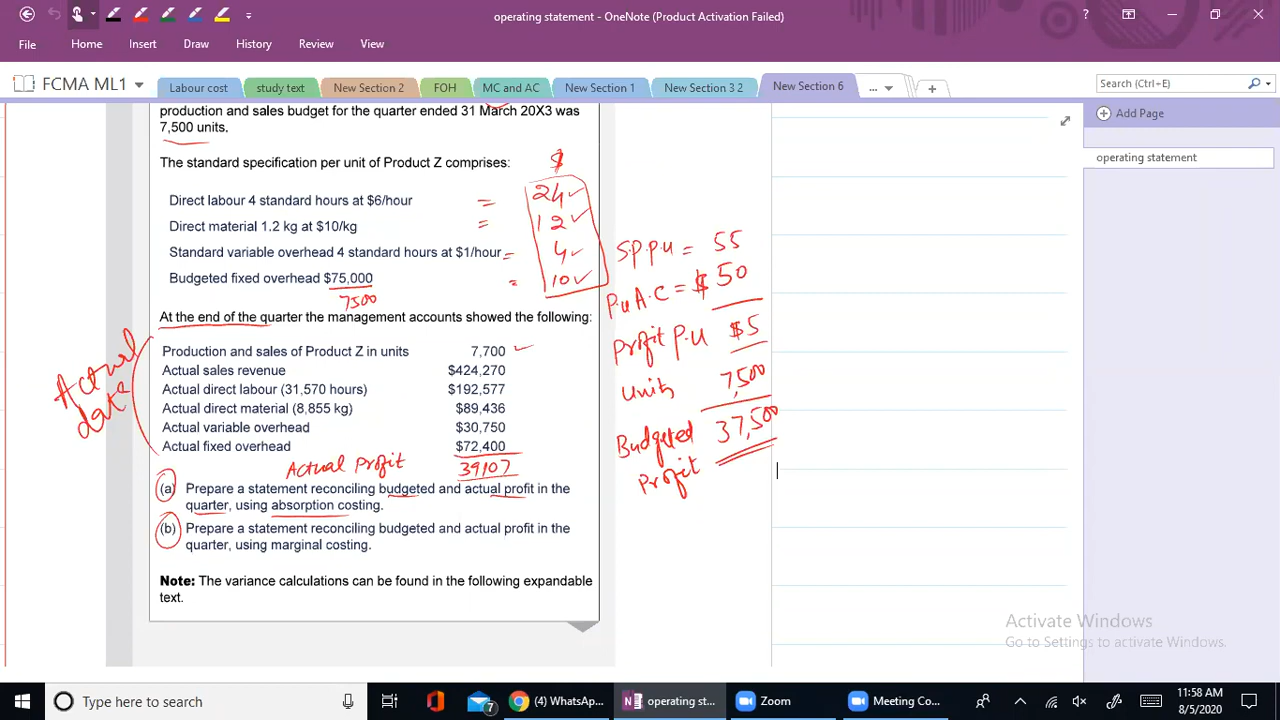 operating statement - OneNote (Product Activation Failed)
File Home Insert Draw History Review View
FCMA ML1 Labour cost study text New Section 2 FOH MC and AC New Section 1 New Section 3 2 New Section 6 ... Search (Ctrl+E)
Add Page
operating statement
production and sales budget for the quarter ended 31 March 20X3 was
7,500 units.
The standard specification per unit of Product Z comprises: $
Direct labour 4 standard hours at $6/hour = 24
Direct material 1.2 kg at $10/kg = 12
Standard variable overhead 4 standard hours at $1/hour = 4
Budgeted fixed overhead $75,000 = 10
7500
At the end of the quarter the management accounts showed the following:
Production and sales of Product Z in units 7,700
Actual sales revenue $424,270
Actual direct labour (31,570 hours) $192,577
Actual direct material (8,855 kg) $89,436
Actual variable overhead $30,750
Actual fixed overhead $72,400
Actual Profit 39107
Actual
data
(a) Prepare a statement reconciling budgeted and actual profit in the
quarter, using absorption costing.
(b) Prepare a statement reconciling budgeted and actual profit in the
quarter, using marginal costing.
Note: The variance calculations can be found in the following expandable
text.
S.P.P.U = 55
P.U A.C = $50
Profit P.U $5
Units 7,500
Budgeted 37,500
Profit
Activate Windows
Go to Settings to activate Windows.
Type here to search
7
(4) WhatsApp...
operating st...
Zoom
Meeting Co...
11:58 AM
8/5/2020